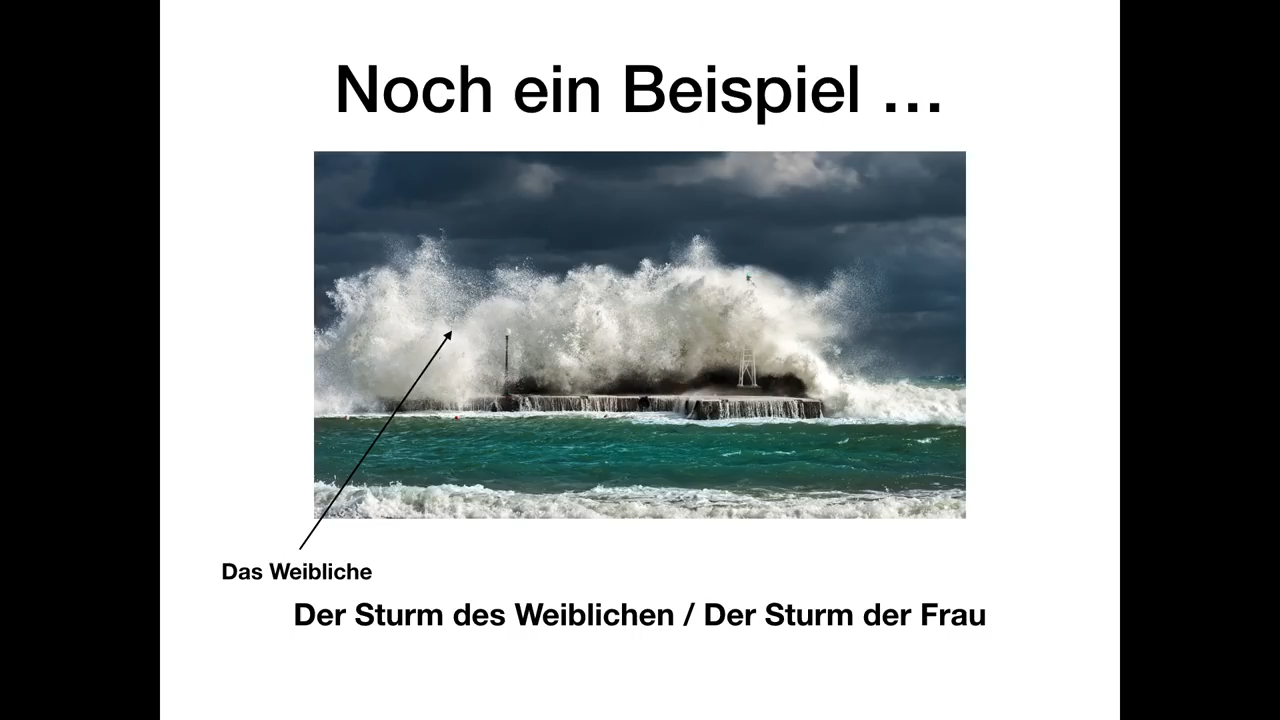 Noch ein Beispiel …
Das Weibliche
Der Sturm des Weiblichen / Der Sturm der Frau